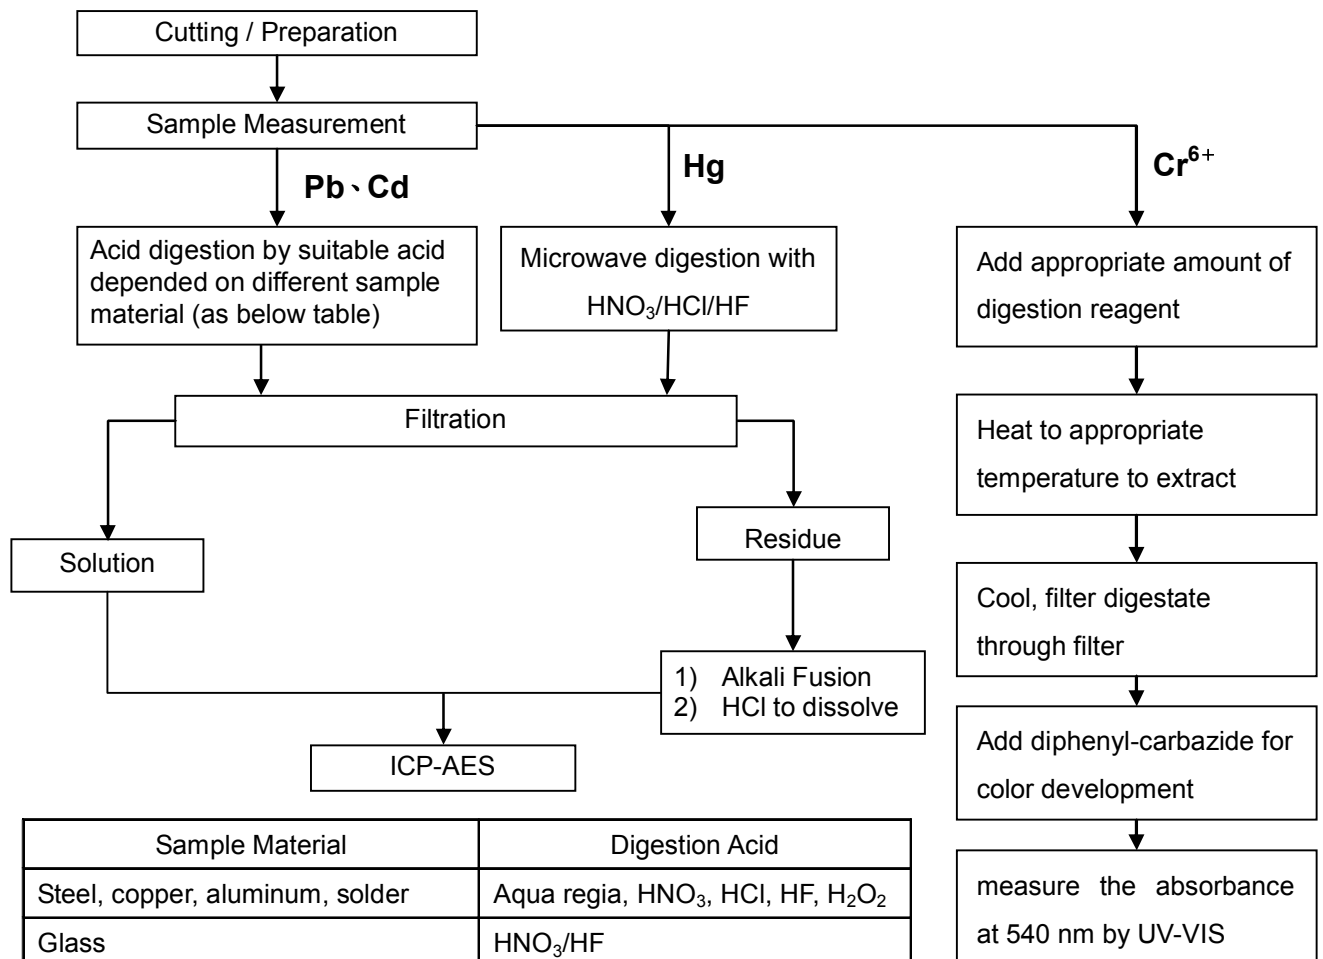 Cutting / Preparation
Sample Measurement
Pb、Cd
Hg
Cr⁶⁺
Acid digestion by suitable acid
depended on different sample
material (as below table)
Microwave digestion with
HNO₃/HCl/HF
Add appropriate amount of
digestion reagent
Filtration
Heat to appropriate
temperature to extract
Solution
Residue
Cool, filter digestate
through filter
1) Alkali Fusion
2) HCl to dissolve
ICP-AES
Add diphenyl-carbazide for
color development
Sample Material Digestion Acid
Steel, copper, aluminum, solder Aqua regia, HNO₃, HCl, HF, H₂O₂
Glass HNO₃/HF
measure the absorbance
at 540 nm by UV-VIS